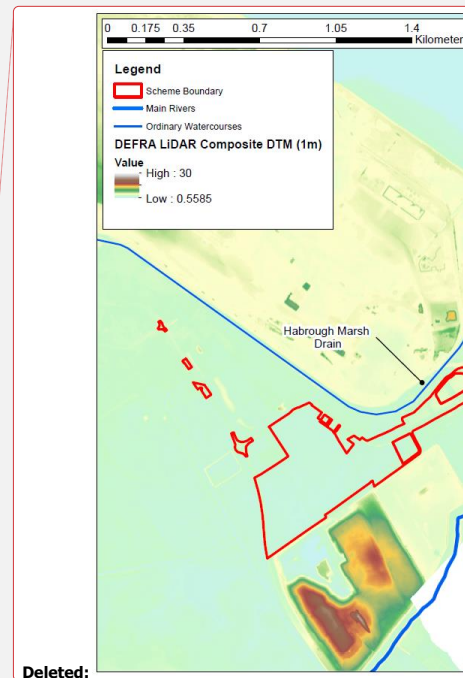 0 0.175 0.35 0.7 1.05 1.4
Kilometer
Legend
Scheme Boundary
Main Rivers
Ordinary Watercourses
DEFRA LiDAR Composite DTM (1m)
Value
High : 30
Low : 0.5585
Habrough Marsh
Drain
Deleted: